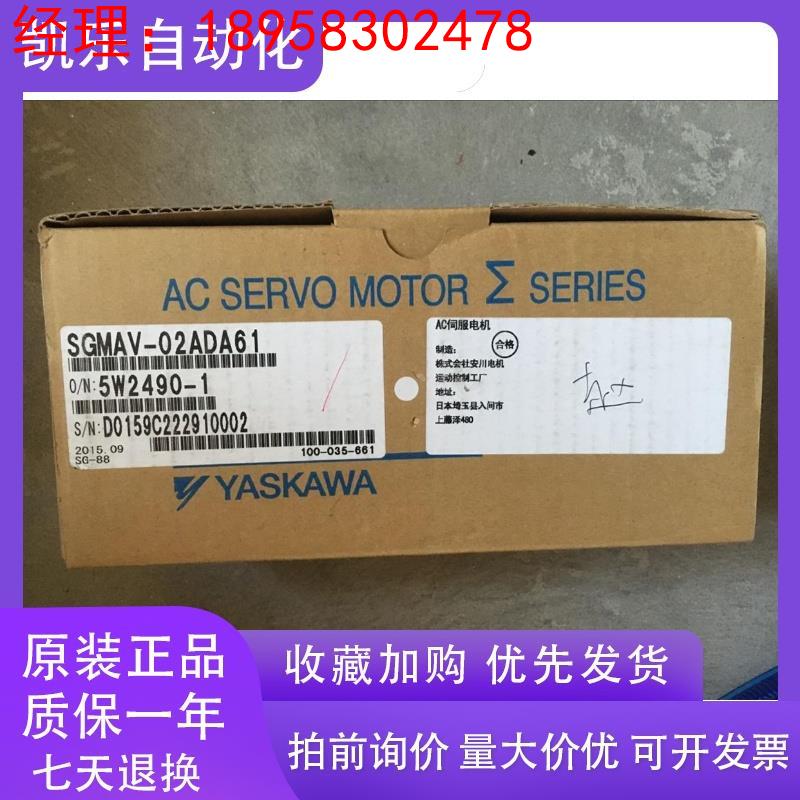 经理：18958302478
凯乐自动化
AC SERVO MOTOR Σ SERIES
SGMAV-02ADA61
O/N:5W2490-1
S/N:D0159C222910002
2015.09
SG-88
100-035-661
YASKAWA
AC伺服电机
合格
制造：
株式会社安川电机
运动控制工厂
地址：
日本埼玉县入间市
上藤泽480
原装正品
质保一年
七天退换
收藏加购 优先发货
拍前询价 量大价优 可开发票